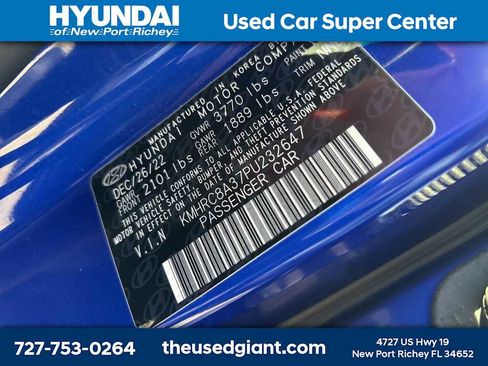 HYUNDAI
of New Port Richey
Used Car Super Center
MANUFACTURED IN KOREA BY
HYUNDAI MOTOR COMPANY
DEC/26/22 GVWR 3770 lbs PAINT
GAWR FRONT 2101 lbs GAWR REAR 1889 lbs TRIM
THIS VEHICLE CONFORMS TO ALL APPLICABLE U.S.A. FEDERAL
MOTOR VEHICLE SAFETY, BUMPER, AND THEFT PREVENTION STANDARDS
IN EFFECT ON THE DATE OF MANUFACTURE SHOWN ABOVE.
V.I.N KMHRC8A37PU232647
PASSENGER CAR
727-753-0264
theusedgiant.com
4727 US Hwy 19
New Port Richey FL 34652